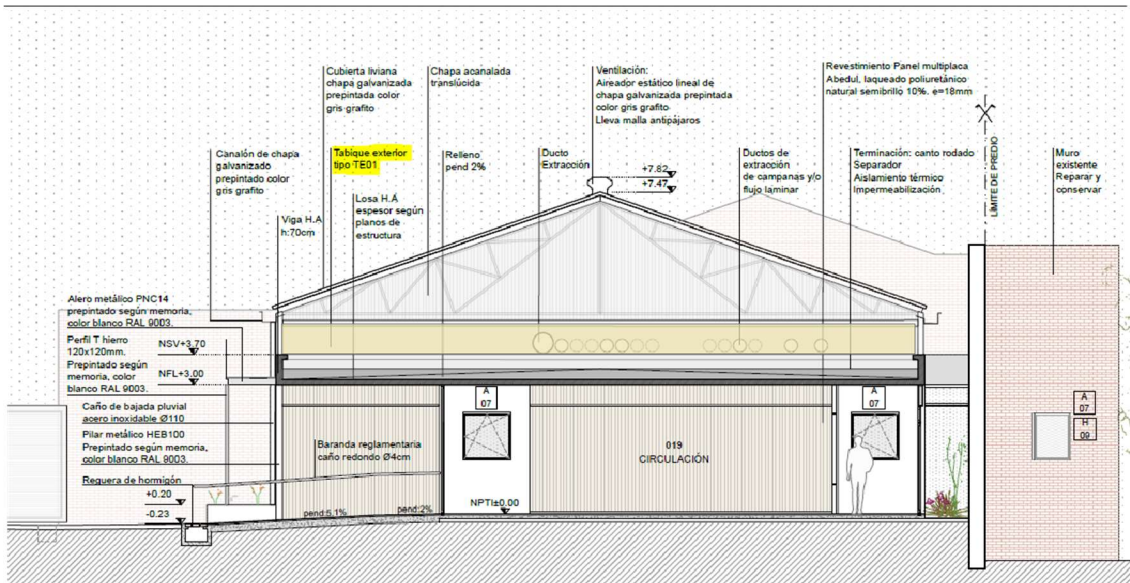 Cubierta liviana
chapa galvanizada
prepintada color
gris grafito
Chapa acanalada
translúcida
Ventilación:
Aireador estático lineal de
chapa galvanizada prepintada
color gris grafito
Lleva malla antipájaros
Revestimiento Panel multiplaca
Abedul, laqueado poliuretánico
natural semibrillo 10%. e=18mm
Canalón de chapa
galvanizado
prepintado color
gris grafito
Tabique exterior
tipo TE01
Relleno
pend 2%
Ducto
Extracción
Ductos de
extracción
de campanas y/o
flujo laminar
Terminación: canto rodado
Separador
Aislamiento térmico
Impermeabilización
LÍMITE DE PREDIO
Muro
existente
Reparar y
conservar
+7.82
+7.47
Viga H.A
h:70cm
Losa H.A
espesor según
planos de
estructura
Alero metálico PNC14
prepintado según memoria,
color blanco RAL 9003.
Perfil T hierro
120x120mm.
Prepintado según
memoria, color
blanco RAL 9003.
NSV+3.70
NFL+3.00
Caño de bajada pluvial
acero inoxidable Ø110
Pilar metálico HEB100
Prepintado según memoria,
color blanco RAL 9003.
Reguera de hormigón
+0.20
-0.23
Baranda reglamentaria
caño redondo Ø4cm
pend:5.1%
pend:2%
A
07
NPTI±0.00
019
CIRCULACIÓN
A
07
A
07
H
09